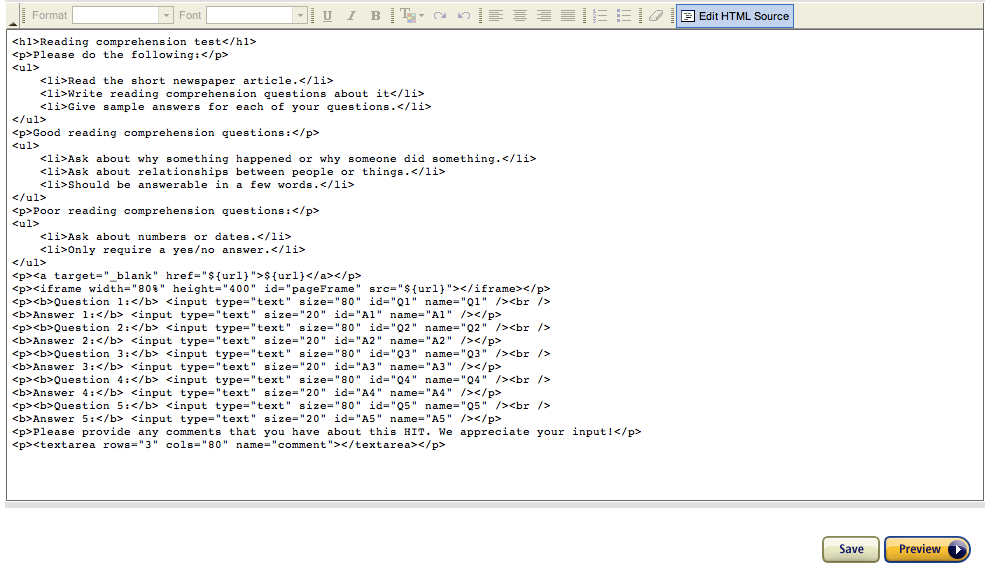 Format Font U I B T Edit HTML Source
<h1>Reading comprehension test</h1>
<p>Please do the following:</p>
<ul>
    <li>Read the short newspaper article.</li>
    <li>Write reading comprehension questions about it</li>
    <li>Give sample answers for each of your questions.</li>
</ul>
<p>Good reading comprehension questions:</p>
<ul>
    <li>Ask about why something happened or why someone did something.</li>
    <li>Ask about relationships between people or things.</li>
    <li>Should be answerable in a few words.</li>
</ul>
<p>Poor reading comprehension questions:</p>
<ul>
    <li>Ask about numbers or dates.</li>
    <li>Only require a yes/no answer.</li>
</ul>
<p><a target="_blank" href="${url}">${url}</a></p>
<p><iframe width="80%" height="400" id="pageFrame" src="${url}"></iframe></p>
<p><b>Question 1:</b> <input type="text" size="80" id="Q1" name="Q1" /><br />
<b>Answer 1:</b> <input type="text" size="20" id="A1" name="A1" /></p>
<p><b>Question 2:</b> <input type="text" size="80" id="Q2" name="Q2" /><br />
<b>Answer 2:</b> <input type="text" size="20" id="A2" name="A2" /></p>
<p><b>Question 3:</b> <input type="text" size="80" id="Q3" name="Q3" /><br />
<b>Answer 3:</b> <input type="text" size="20" id="A3" name="A3" /></p>
<p><b>Question 4:</b> <input type="text" size="80" id="Q4" name="Q4" /><br />
<b>Answer 4:</b> <input type="text" size="20" id="A4" name="A4" /></p>
<p><b>Question 5:</b> <input type="text" size="80" id="Q5" name="Q5" /><br />
<b>Answer 5:</b> <input type="text" size="20" id="A5" name="A5" /></p>
<p>Please provide any comments that you have about this HIT. We appreciate your input!</p>
<p><textarea rows="3" cols="80" name="comment"></textarea></p>
Save Preview